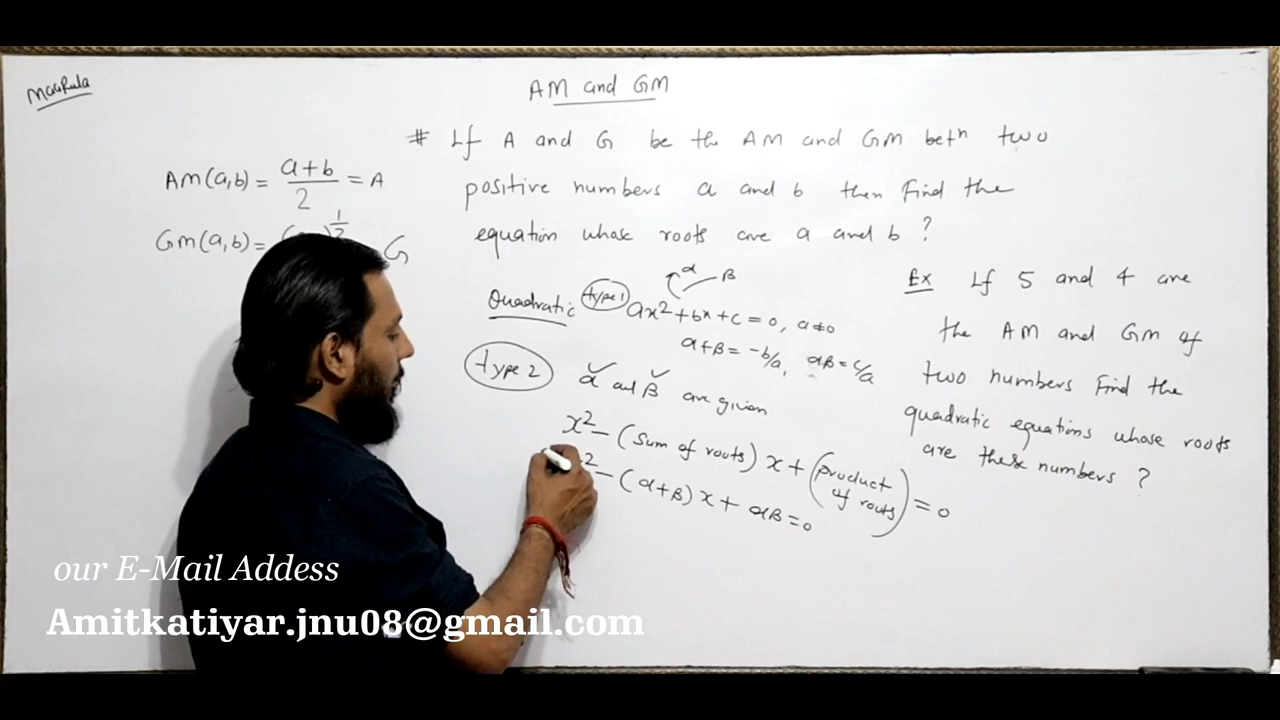 MaaRula
AM and GM
# If A and G be the AM and GM betn two
positive numbers a and b then Find the
equation whose roots are a and b ?
AM(a,b) = a+b/2 = A
GM(a,b) = 1/2 G
Quadratic type 1 ax²+bx+c=0, a≠0
α β
α+β = -b/a, αβ = c/a
type 2 α and β are given
x² - (Sum of roots) x + (product of roots) = 0
² - (α+β) x + αβ = 0
Ex If 5 and 4 are
the AM and GM of
two numbers Find the
quadratic equations whose roots
are these numbers ?
our E-Mail Addess
Amitkatiyar.jnu08@gmail.com